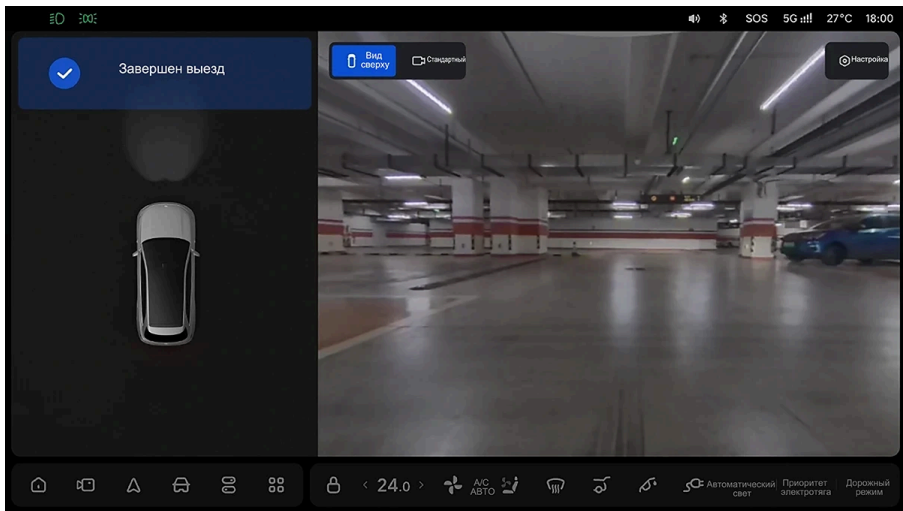 SOS 5G 27°C 18:00
Завершен выезд
Вид
сверху
Стандартный
Настройка
24.0
A/C
АВТО
Автоматический
свет
Приоритет
электротяга
Дорожный
режим